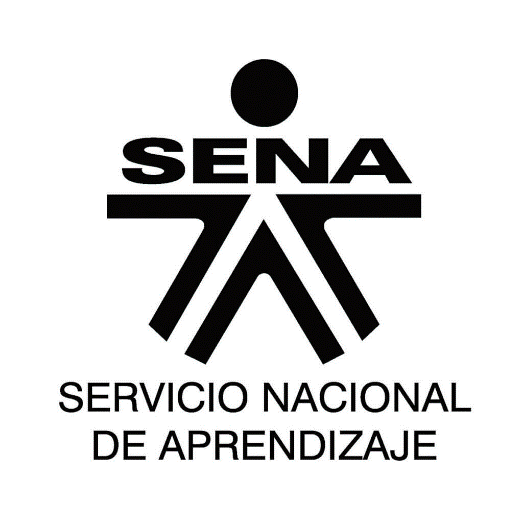 SENA
SERVICIO NACIONAL
DE APRENDIZAJE